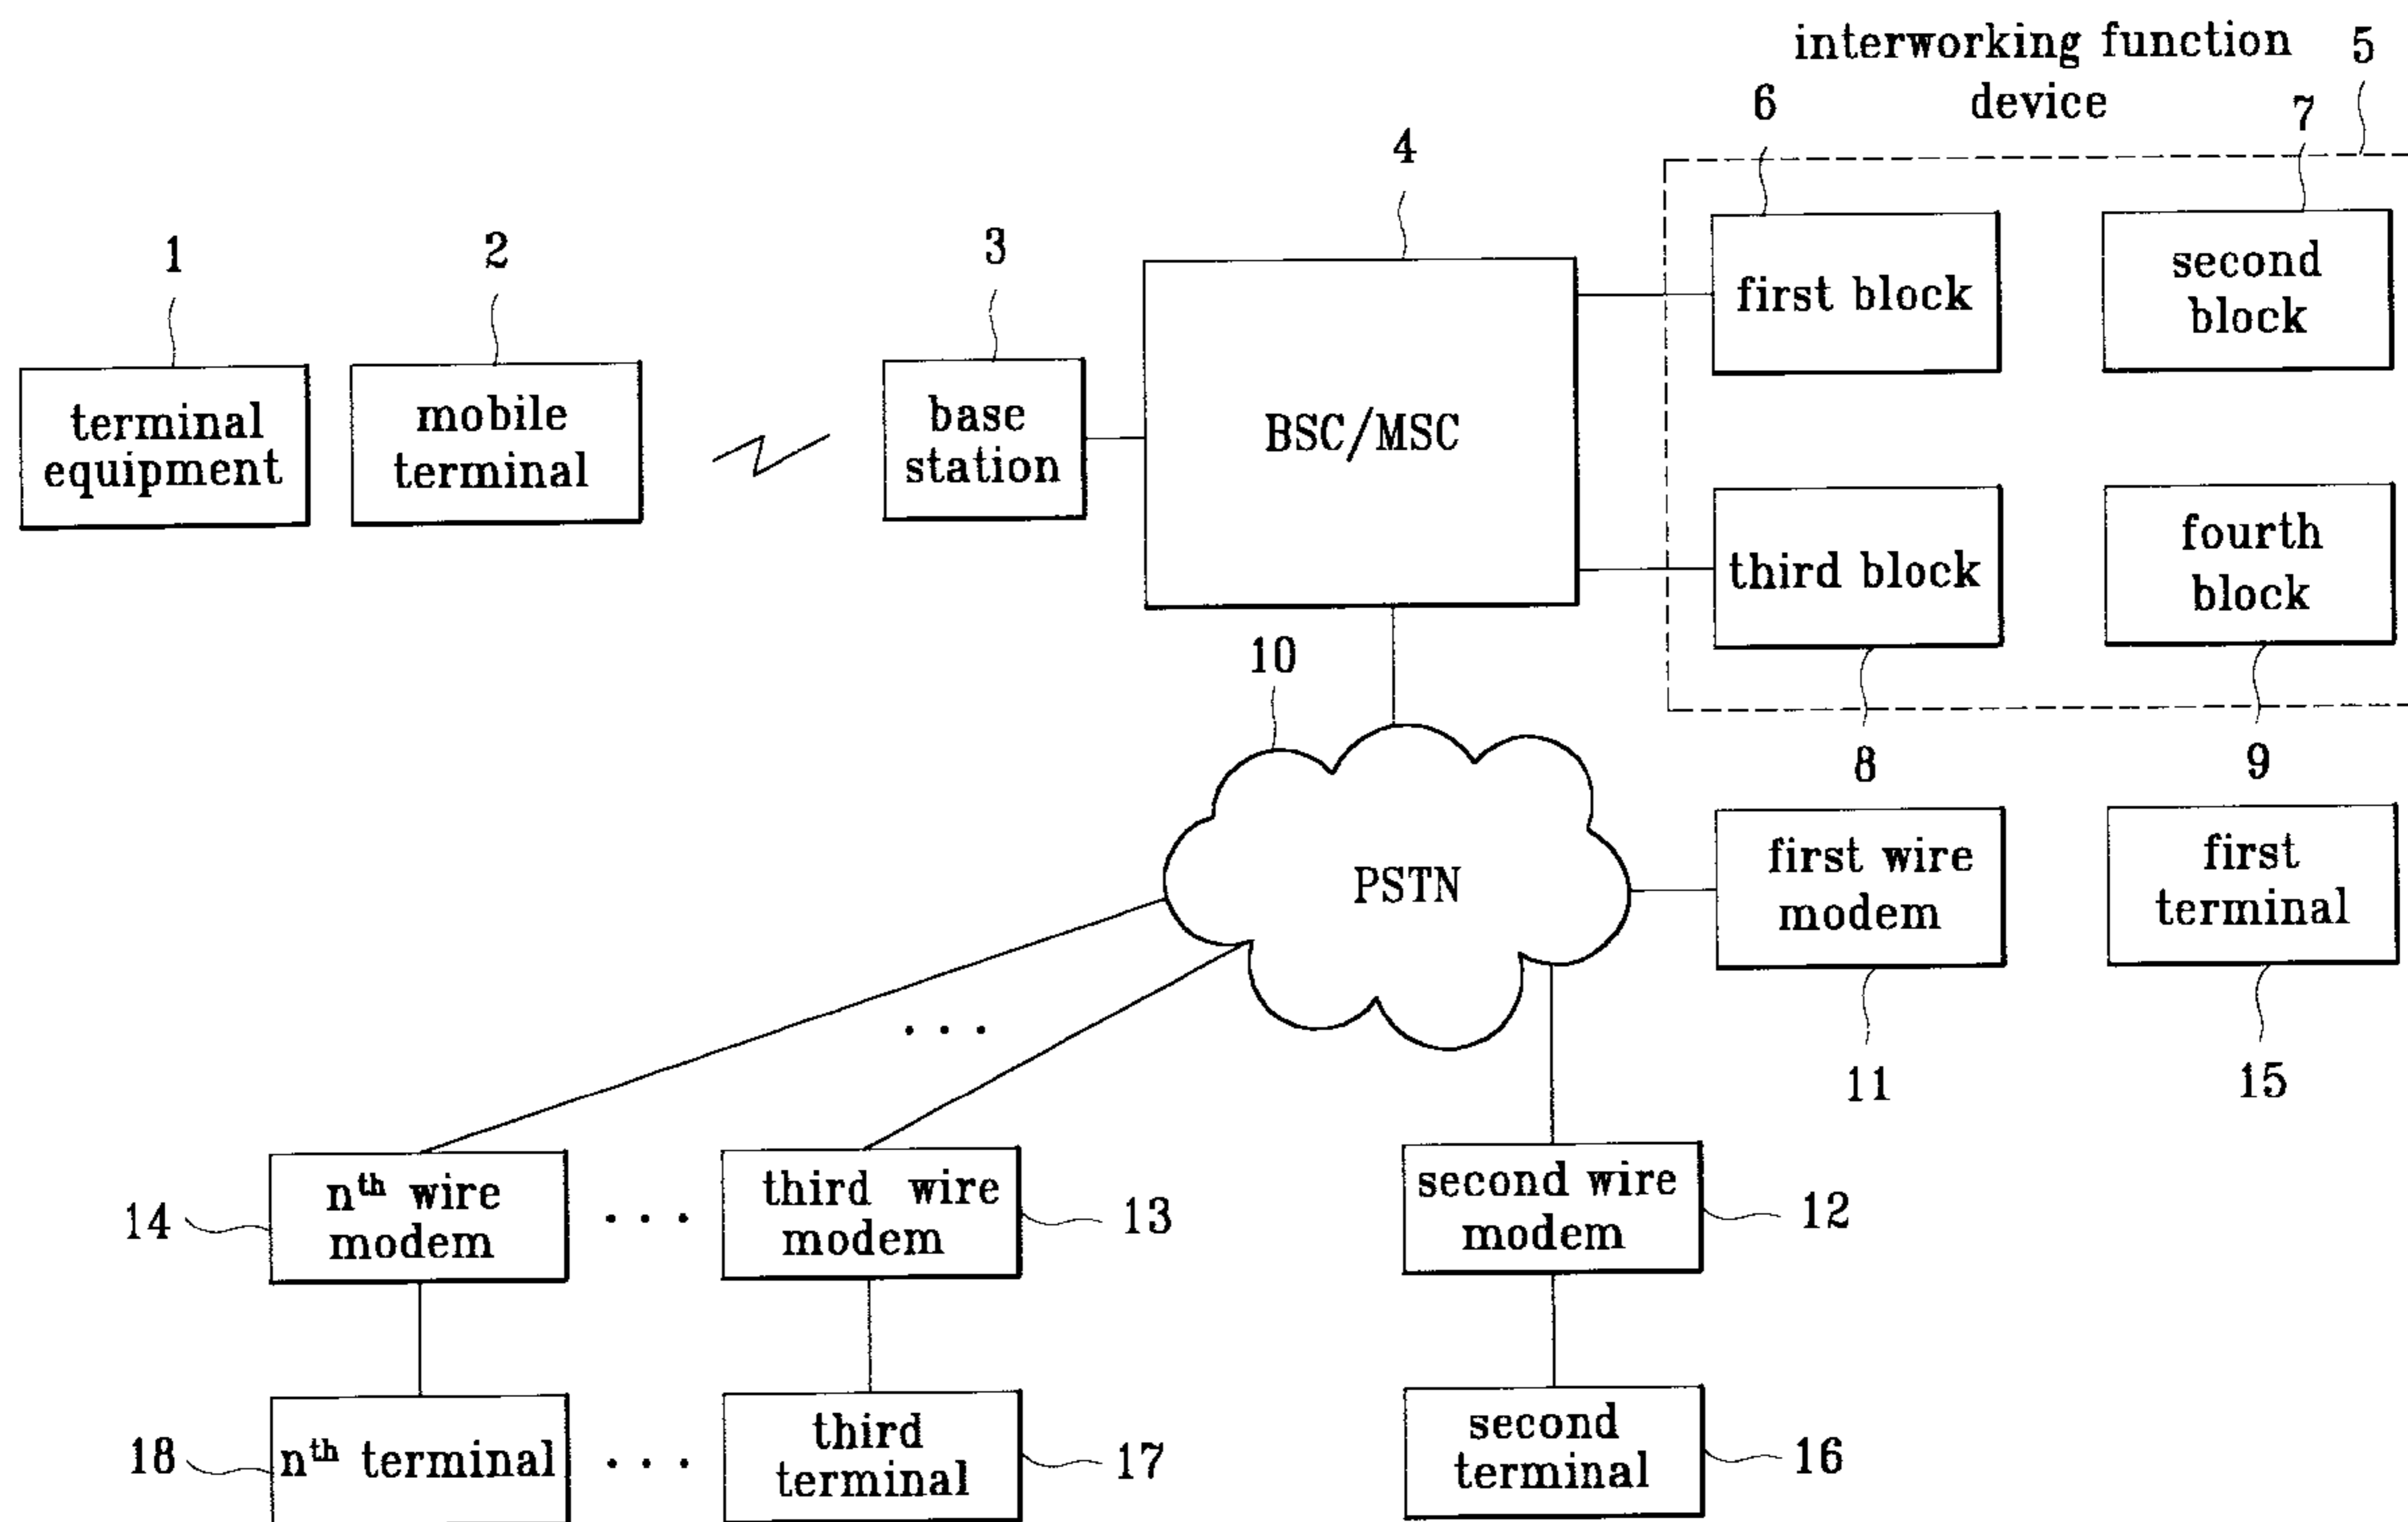 interworking function
device
5
6
7
4
first block
second
block
1
2
3
terminal
equipment
mobile
terminal
base
station
BSC/MSC
third block
fourth
block
10
8
9
PSTN
first wire
modem
first
terminal
. . .
11
15
14
nth wire
modem
. . .
third wire
modem
13
second wire
modem
12
18
nth terminal
. . .
third
terminal
17
second
terminal
16